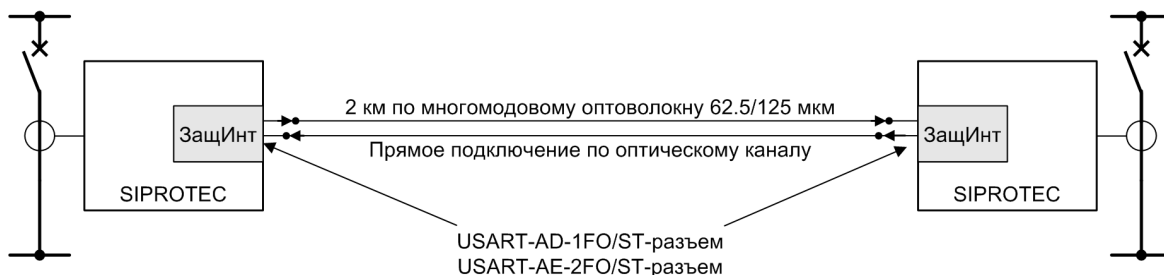 2 км по многомодовому оптоволокну 62.5/125 мкм
ЗащИнт
ЗащИнт
Прямое подключение по оптическому каналу
SIPROTEC
SIPROTEC
USART-AD-1FO/ST-разъем
USART-AE-2FO/ST-разъем